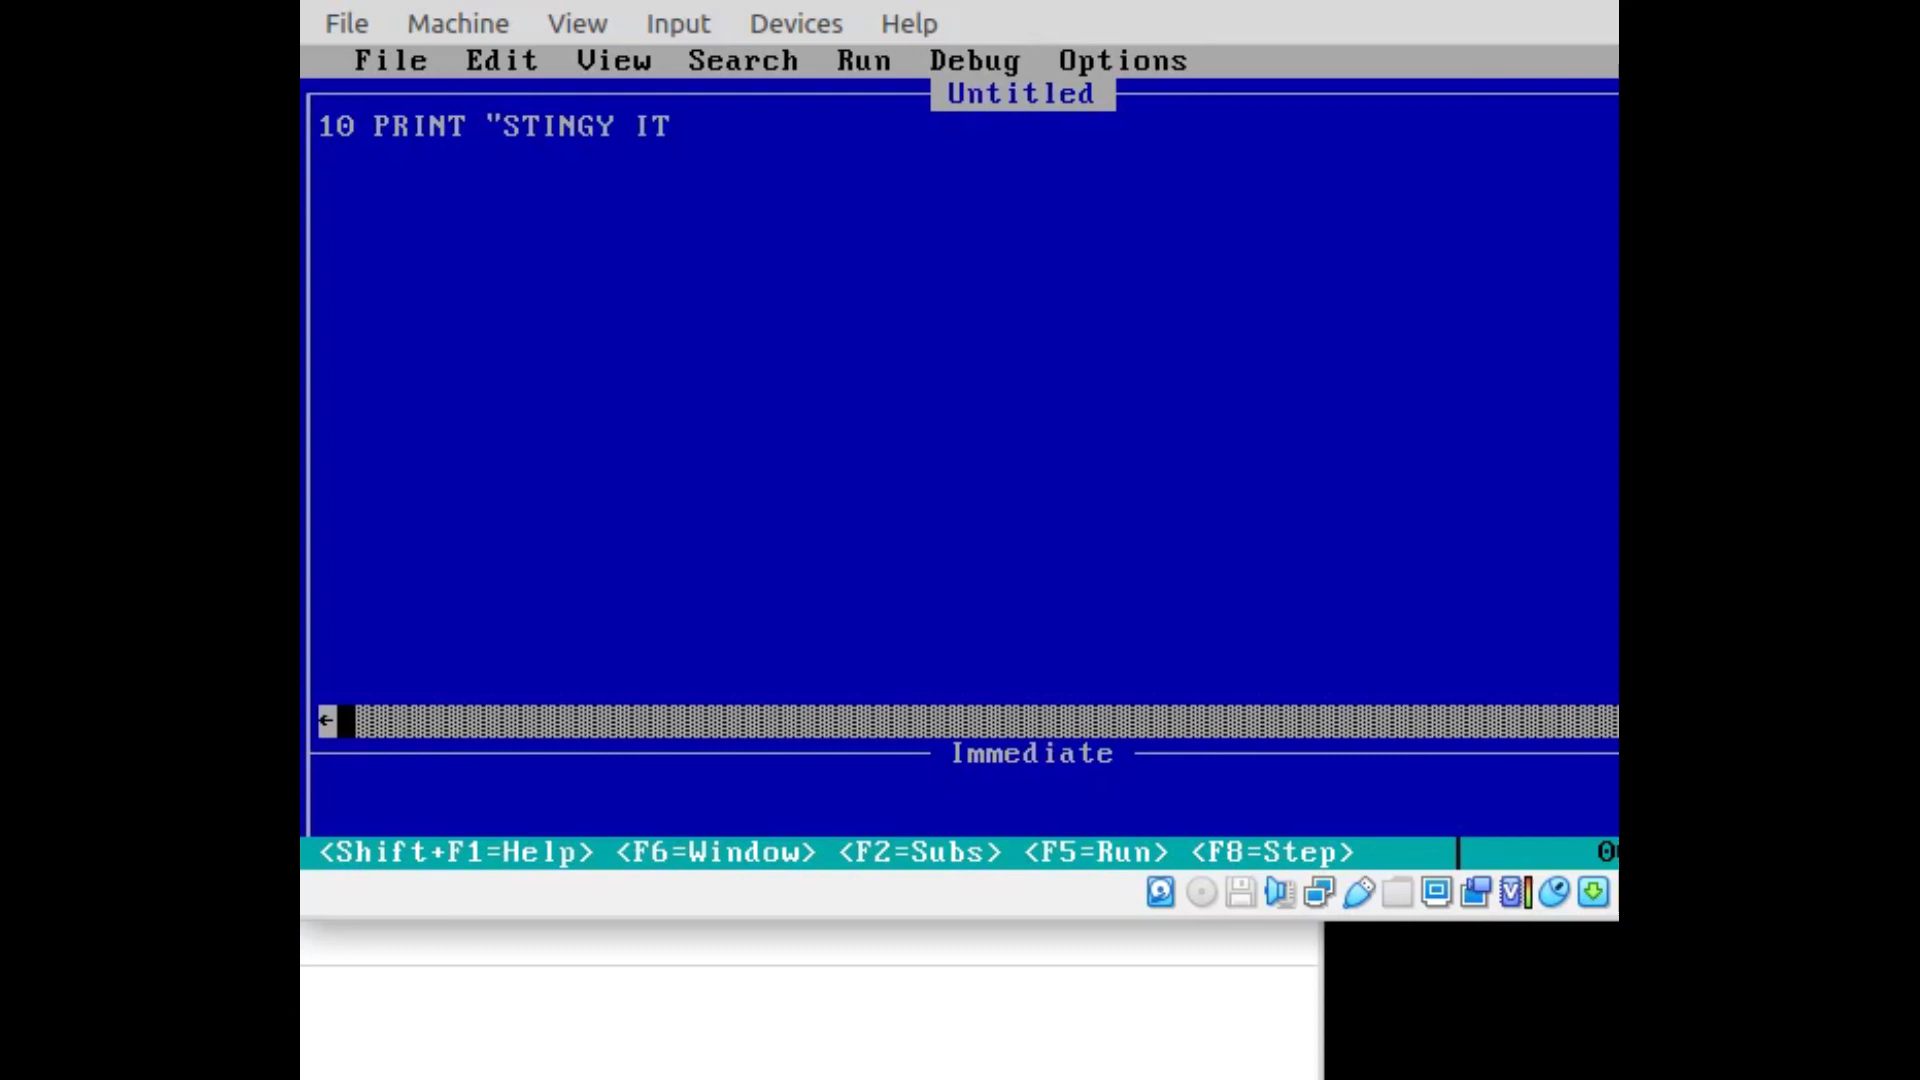 File Machine View Input Devices Help
File Edit View Search Run Debug Options
Untitled
10 PRINT "STINGY IT
←
Immediate
<Shift+F1=Help> <F6=Window> <F2=Subs> <F5=Run> <F8=Step> 0